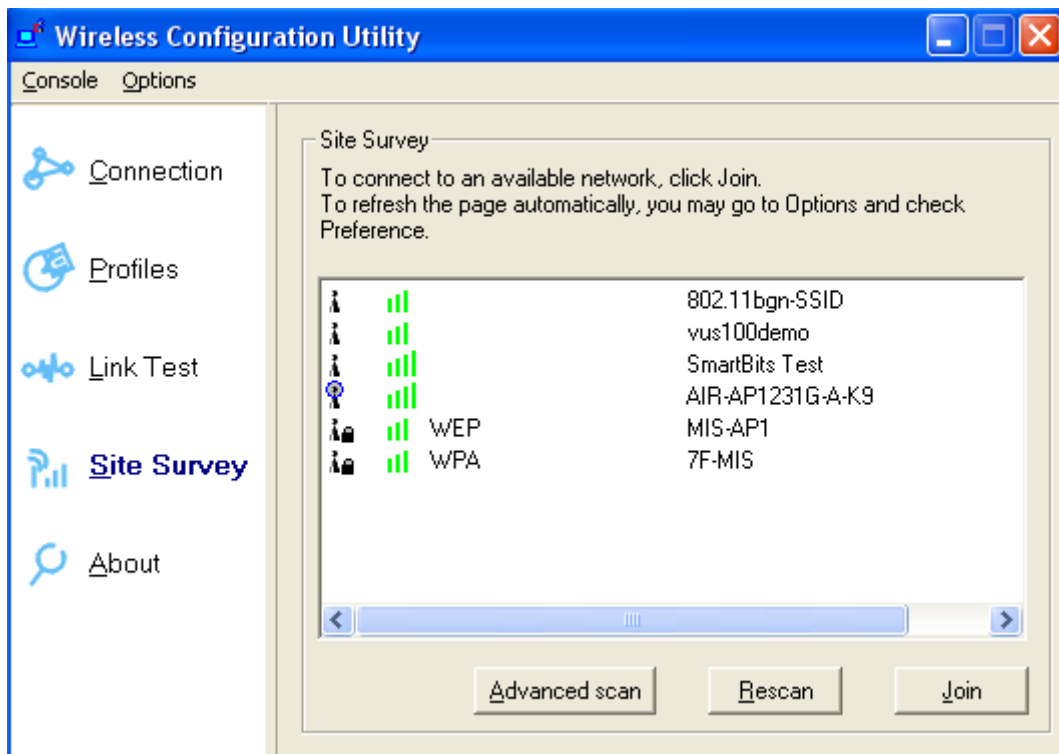 Wireless Configuration Utility
Console Options
Connection
Profiles
Link Test
Site Survey
About
Site Survey
To connect to an available network, click Join.
To refresh the page automatically, you may go to Options and check
Preference.
802.11bgn-SSID
vus100demo
SmartBits Test
AIR-AP1231G-A-K9
WEP MIS-AP1
WPA 7F-MIS
Advanced scan Rescan Join